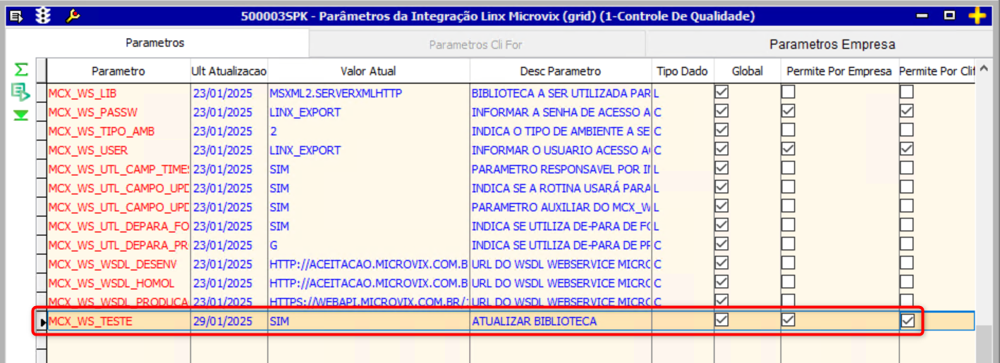 500003SPK - Parâmetros da Integração Linx Microvix (grid) (1-Controle De Qualidade)
Parametros Parametros Cli For Parametros Empresa
Parametro Ult Atualizacao Valor Atual Desc Parametro Tipo Dado Global Permite Por Empresa Permite Por Clif
MCX_WS_LIB 23/01/2025 MSXML2.SERVERXMLHTTP BIBLIOTECA A SER UTILIZADA PAR L
MCX_WS_PASSW 23/01/2025 LINX_EXPORT INFORMAR A SENHA DE ACESSO A C
MCX_WS_TIPO_AMB 23/01/2025 2 INDICA O TIPO DE AMBIENTE A SE C
MCX_WS_USER 23/01/2025 LINX_EXPORT INFORMAR O USUARIO ACESSO C
MCX_WS_UTL_CAMP_TIME 23/01/2025 SIM PARAMETRO RESPONSAVEL POR L
MCX_WS_UTL_CAMPO_UPD 23/01/2025 SIM INDICA SE A ROTINA USARÁ PARA L
MCX_WS_UTL_CAMPO_UPD 23/01/2025 SIM PARAMETRO AUXILIAR DO MCX_W L
MCX_WS_UTL_DEPARA_FO 23/01/2025 SIM INDICA SE UTILIZA DE-PARA DE L
MCX_WS_UTL_DEPARA_PR 23/01/2025 G INDICA SE UTILIZA DE-PARA DE C
MCX_WS_WSDL_DESENV 23/01/2025 HTTP://ACEITACAO.MICROVIX.COM.B URL DO WSDL WEBSERVICE MICRO C
MCX_WS_WSDL_HOMOL 23/01/2025 HTTP://ACEITACAO.MICROVIX.COM.B URL DO WSDL WEBSERVICE MICRO C
MCX_WS_WSDL_PRODUCA 23/01/2025 HTTPS://WEBAPI.MICROVIX.COM.BR/ URL DO WSDL WEBSERVICE MICRO C
MCX_WS_TESTE 29/01/2025 SIM ATUALIZAR BIBLIOTECA